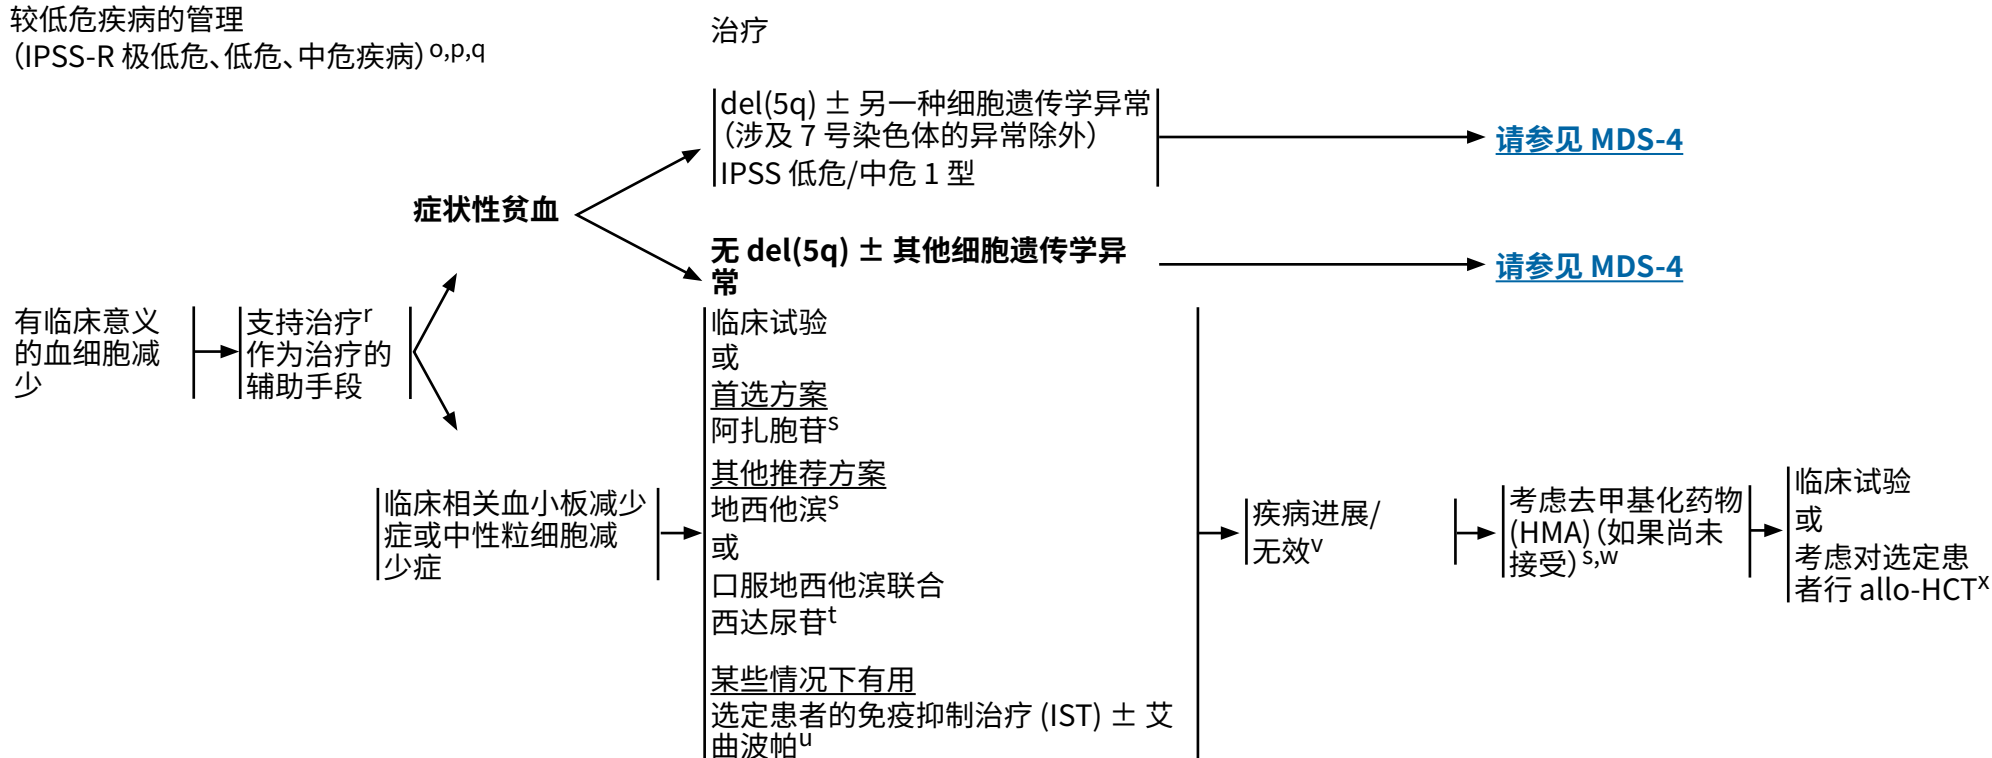 较低危疾病的管理
(IPSS-R 极低危、低危、中危疾病) o,p,q
治疗
del(5q) ± 另一种细胞遗传学异常
(涉及 7 号染色体的异常除外)
IPSS 低危/中危 1 型
请参见 MDS-4
症状性贫血
无 del(5q) ± 其他细胞遗传学异
常
请参见 MDS-4
有临床意义
的血细胞减
少
支持治疗r
作为治疗的
辅助手段
临床相关血小板减少
症或中性粒细胞减
少症
临床试验
或
首选方案
阿扎胞苷s
其他推荐方案
地西他滨s
或
口服地西他滨联合
西达尿苷t
某些情况下有用
选定患者的免疫抑制治疗 (IST) ± 艾
曲波帕u
疾病进展/
无效v
考虑去甲基化药物
(HMA) (如果尚未
接受) s,w
临床试验
或
考虑对选定患
者行 allo-HCTx